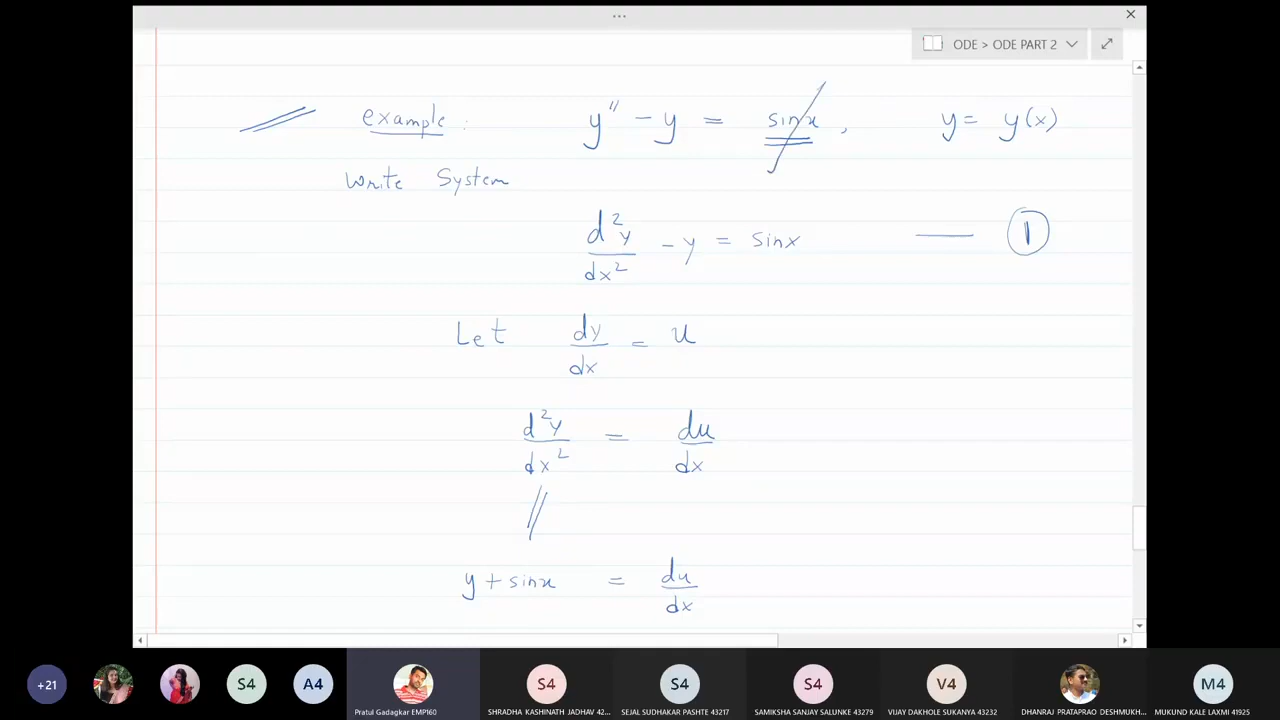 ...
ODE > ODE PART 2
example : y'' - y = sinx , y = y(x)
Write System
d²y/dx² - y = sinx —— ①
Let dy/dx = u
d²y/dx² = du/dx
//
y + sinx = du/dx
+21
S4
A4
Pratul Gadagkar EMP160
S4
SHRADHA KASHINATH JADHAV 42...
S4
SEJAL SUDHAKAR PASHTE 43217
S4
SAMIKSHA SANJAY SALUNKE 43279
V4
VIJAY DAKHOLE SUKANYA 43232
DHANRAJ PRATAPRAO DESHMUKH...
M4
MUKUND KALE LAXMI 41925